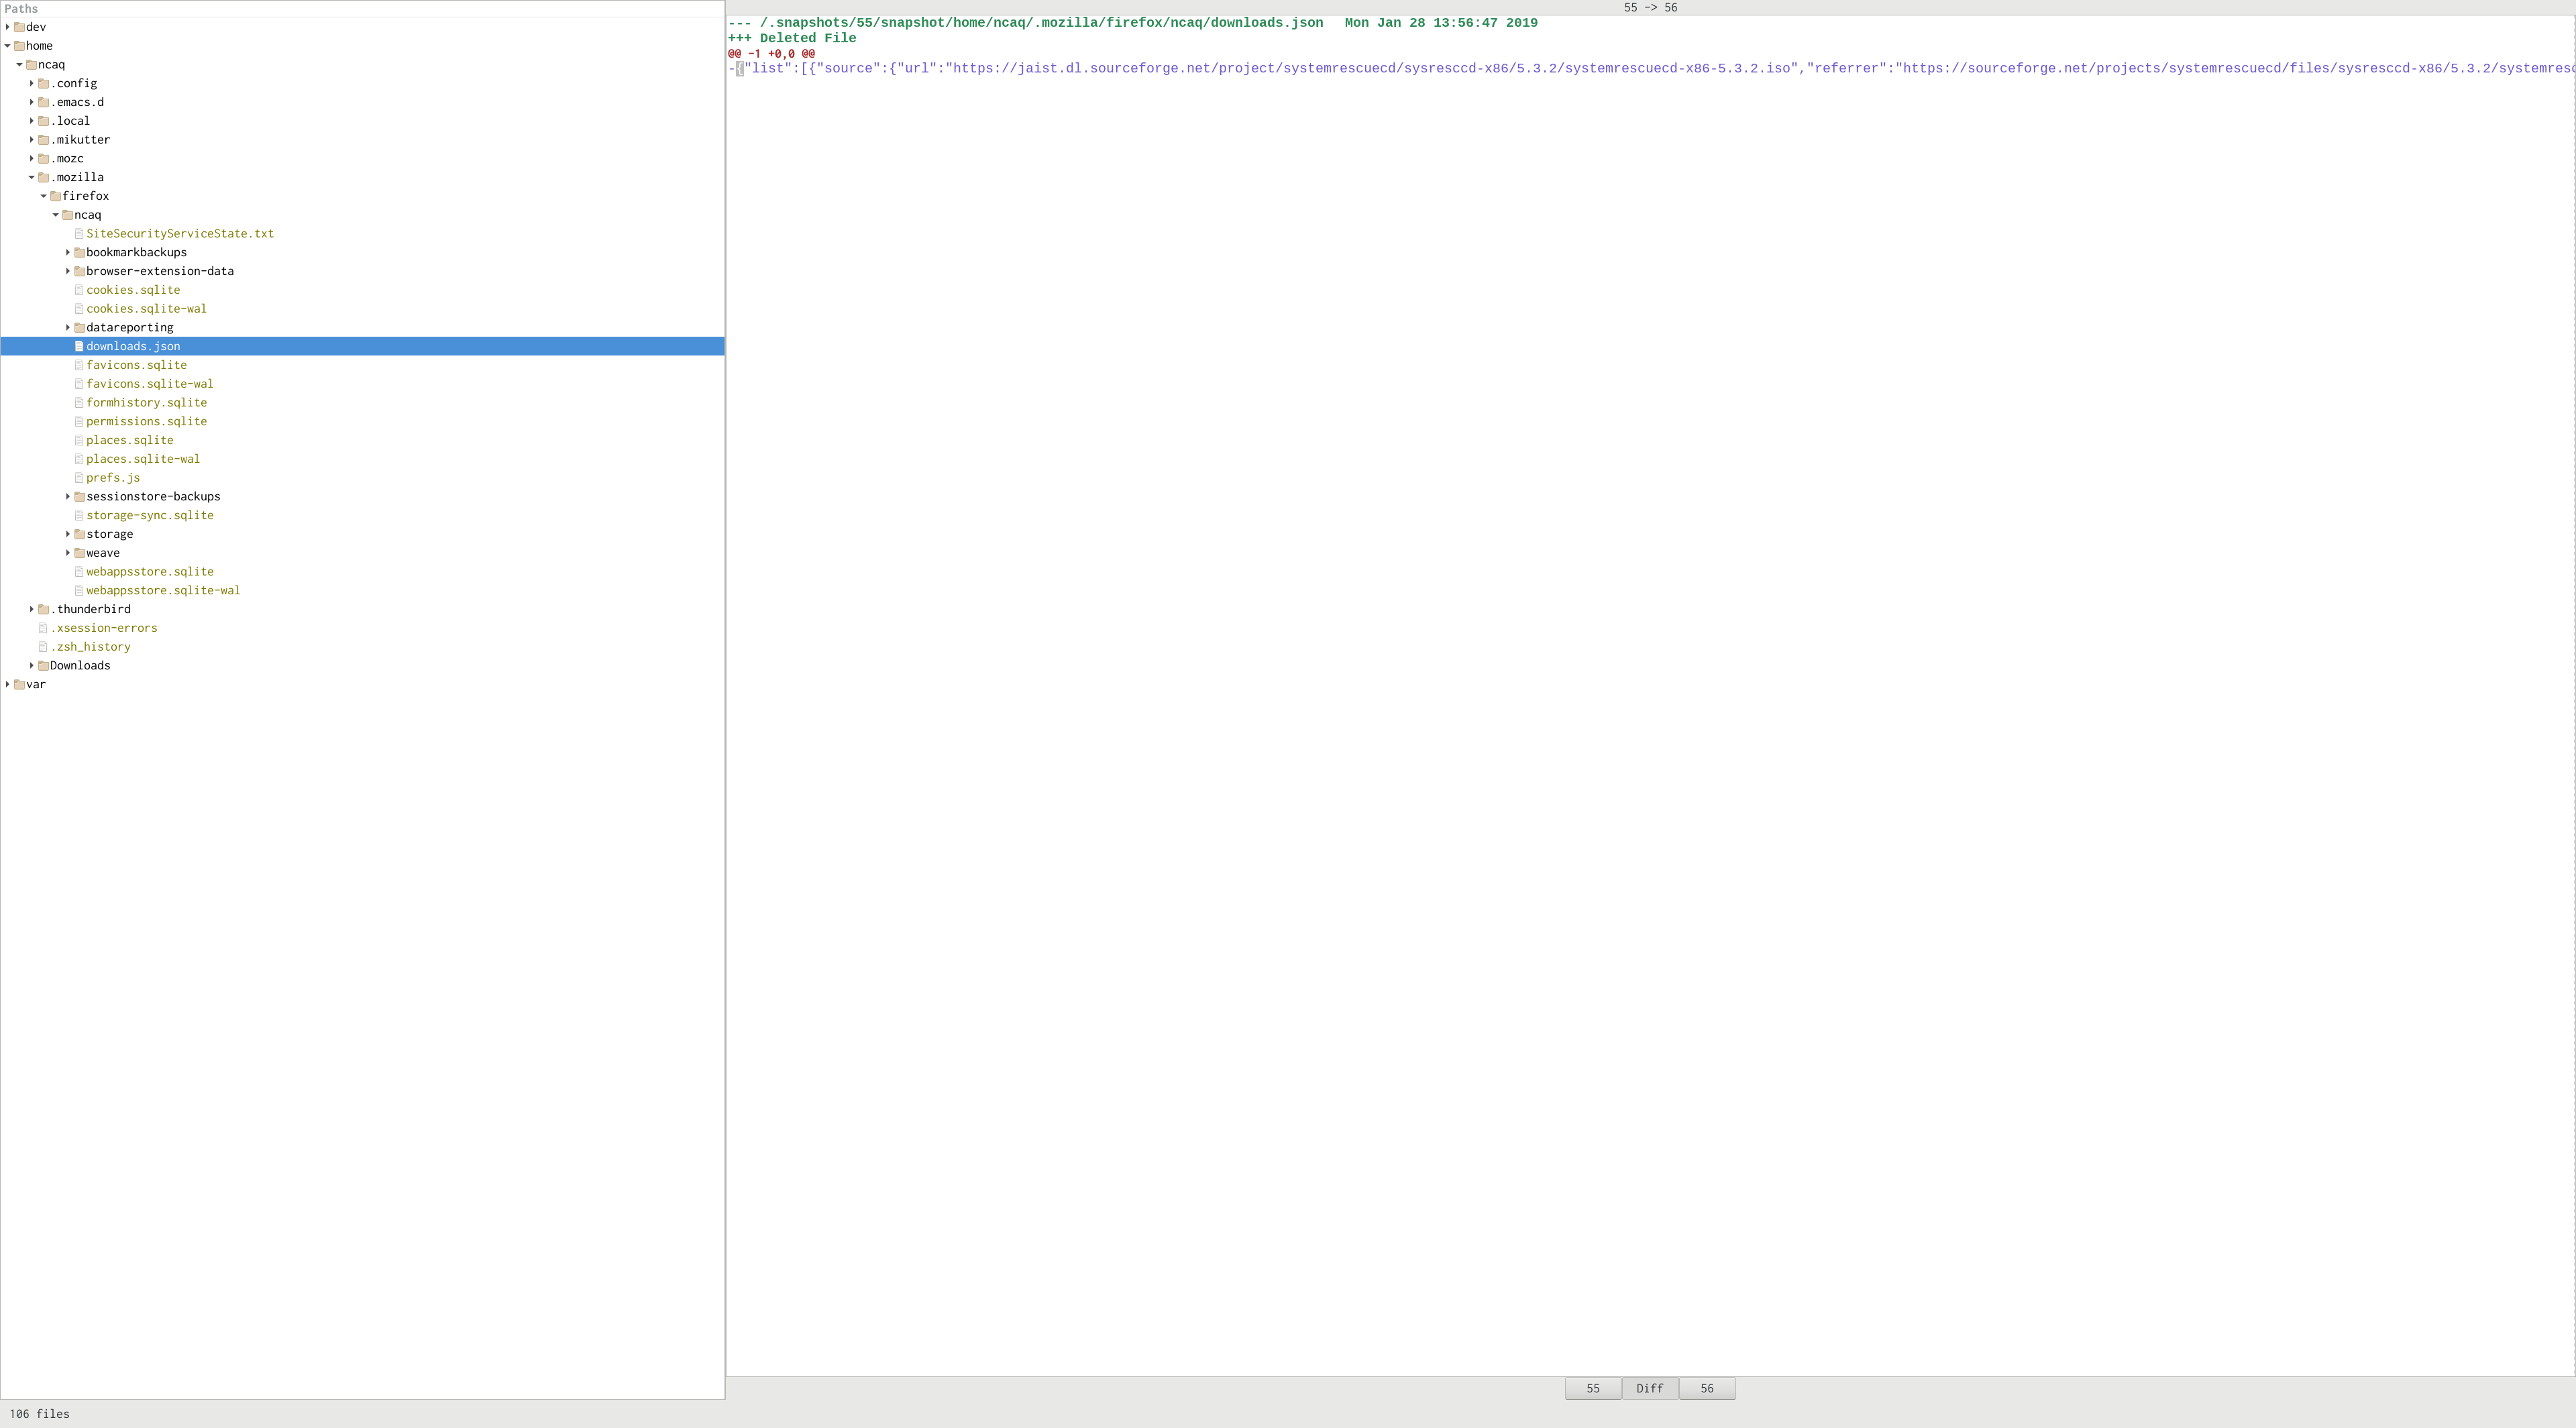 Paths
dev
home
ncaq
.config
.emacs.d
.local
.mikutter
.mozc
.mozilla
firefox
ncaq
SiteSecurityServiceState.txt
bookmarkbackups
browser-extension-data
cookies.sqlite
cookies.sqlite-wal
datareporting
downloads.json
favicons.sqlite
favicons.sqlite-wal
formhistory.sqlite
permissions.sqlite
places.sqlite
places.sqlite-wal
prefs.js
sessionstore-backups
storage-sync.sqlite
storage
weave
webappsstore.sqlite
webappsstore.sqlite-wal
.thunderbird
.xsession-errors
.zsh_history
Downloads
var
106 files
55 -> 56
--- /.snapshots/55/snapshot/home/ncaq/.mozilla/firefox/ncaq/downloads.json Mon Jan 28 13:56:47 2019
+++ Deleted File
@@ -1 +0,0 @@
-{"list":[{"source":{"url":"https://jaist.dl.sourceforge.net/project/systemrescuecd/sysresccd-x86/5.3.2/systemrescuecd-x86-5.3.2.iso","referrer":"https://sourceforge.net/projects/systemrescuecd/files/sysresccd-x86/5.3.2/systemresc
55 Diff 56